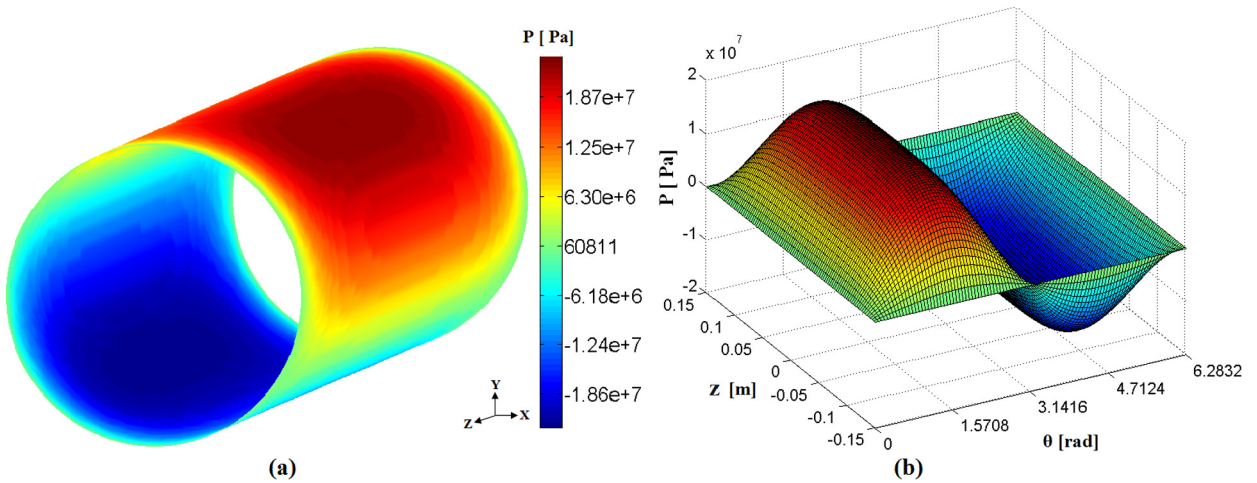 P [ Pa]
1.87e+7
1.25e+7
6.30e+6
60811
-6.18e+6
-1.24e+7
-1.86e+7
Y
X
Z
(a)
x 10^7
2
1
0
-1
-2
P [ Pa]
0.15
0.1
0.05
0
-0.05
-0.1
-0.15
Z [m]
0
1.5708
3.1416
4.7124
6.2832
θ [rad]
(b)